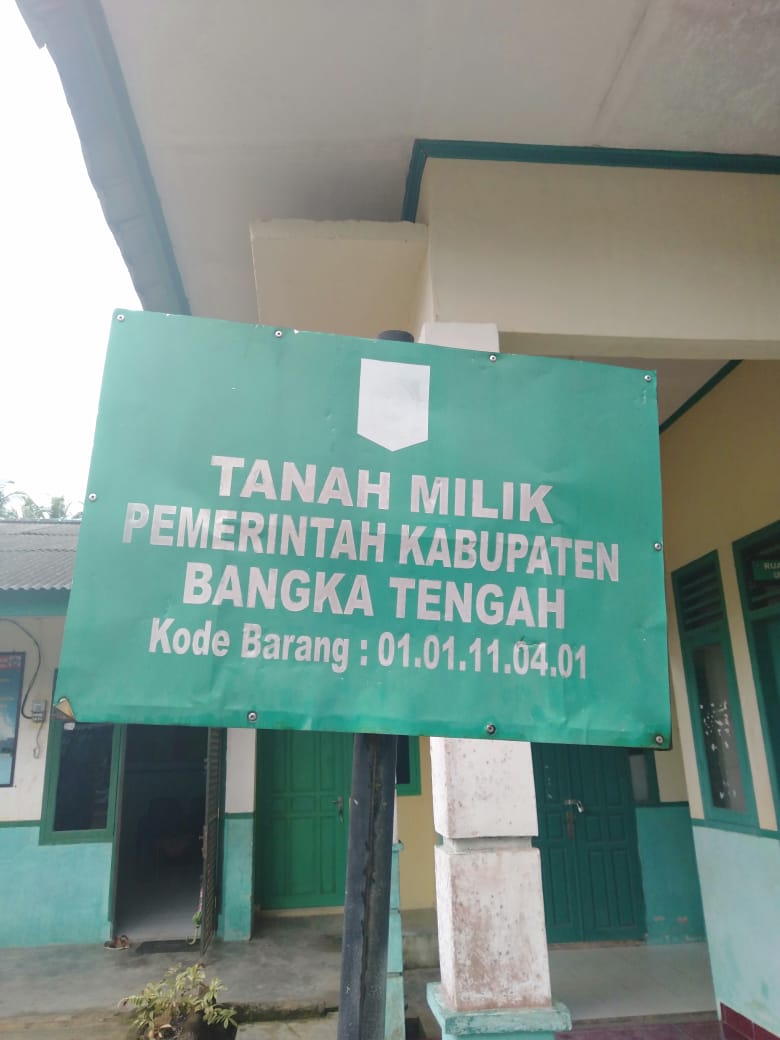 TANAH MILIK
PEMERINTAH KABUPATEN
BANGKA TENGAH
Kode Barang : 01.01.11.04.01